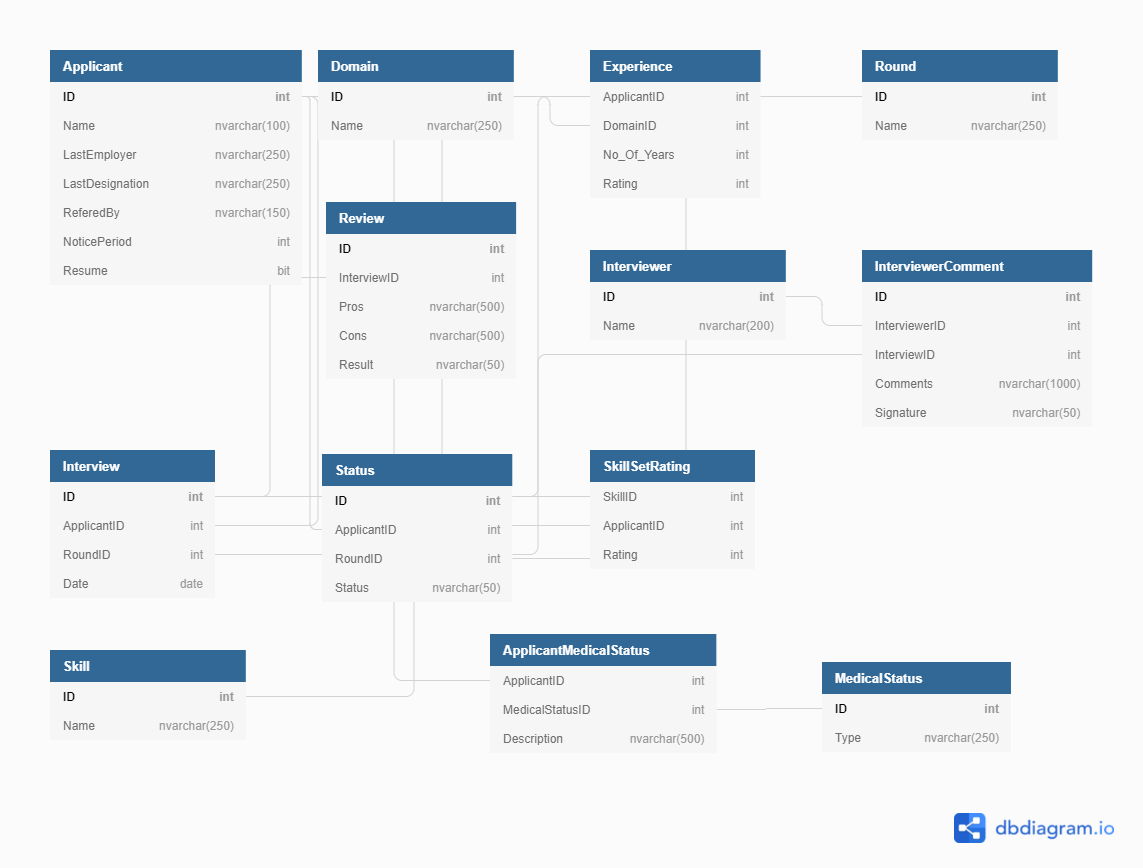 Applicant
ID int
Name nvarchar(100)
LastEmployer nvarchar(250)
LastDesignation nvarchar(250)
ReferedBy nvarchar(150)
NoticePeriod int
Resume bit
Domain
ID int
Name nvarchar(250)
Experience
ApplicantID int
DomainID int
No_Of_Years int
Rating int
Round
ID int
Name nvarchar(250)
Review
ID int
InterviewID int
Pros nvarchar(500)
Cons nvarchar(500)
Result nvarchar(50)
Interviewer
ID int
Name nvarchar(200)
InterviewerComment
ID int
InterviewerID int
InterviewID int
Comments nvarchar(1000)
Signature nvarchar(50)
Interview
ID int
ApplicantID int
RoundID int
Date date
Status
ID int
ApplicantID int
RoundID int
Status nvarchar(50)
SkillSetRating
SkillID int
ApplicantID int
Rating int
Skill
ID int
Name nvarchar(250)
ApplicantMedicalStatus
ApplicantID int
MedicalStatusID int
Description nvarchar(500)
MedicalStatus
ID int
Type nvarchar(250)
dbdiagram.io